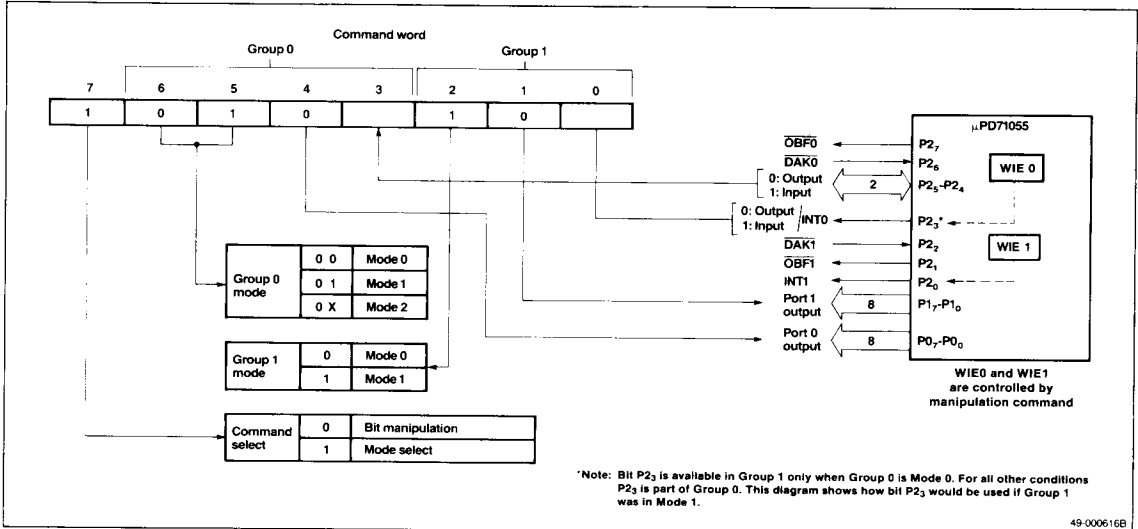 Command word
Group 0
Group 1
7 6 5 4 3 2 1 0
1 0 1 0 1 0
μPD71055
OBF0 P27
DAK0 P26
WIE 0
0: Output
1: Input
2 P25-P24
0: Output
1: Input
/INT0 P23*
DAK1 P22
WIE 1
OBF1 P21
INT1 P20
Port 1
output
8 P17-P10
Port 0
output
8 P07-P00
WIE0 and WIE1
are controlled by
manipulation command
Group 0
mode
0 0 Mode 0
0 1 Mode 1
0 X Mode 2
Group 1
mode
0 Mode 0
1 Mode 1
Command
select
0 Bit manipulation
1 Mode select
*Note: Bit P23 is available in Group 1 only when Group 0 is Mode 0. For all other conditions
P23 is part of Group 0. This diagram shows how bit P23 would be used if Group 1
was in Mode 1.
49-000616B